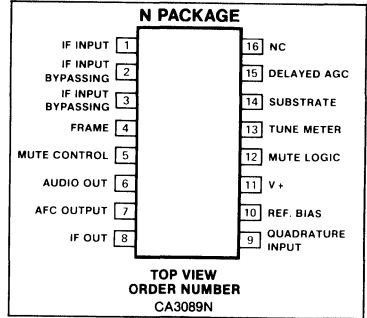 N PACKAGE
IF INPUT 1
IF INPUT
BYPASSING 2
IF INPUT
BYPASSING 3
FRAME 4
MUTE CONTROL 5
AUDIO OUT 6
AFC OUTPUT 7
IF OUT 8
16 NC
15 DELAYED AGC
14 SUBSTRATE
13 TUNE METER
12 MUTE LOGIC
11 V+
10 REF. BIAS
9 QUADRATURE
INPUT
TOP VIEW
ORDER NUMBER
CA3089N